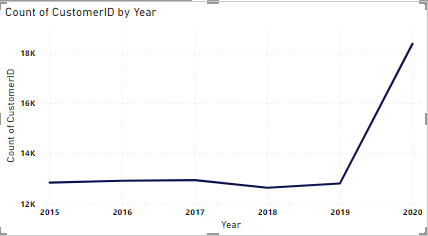 Count of CustomerID by Year
Count of CustomerID
18K
16K
14K
12K
2015 2016 2017 2018 2019 2020
Year